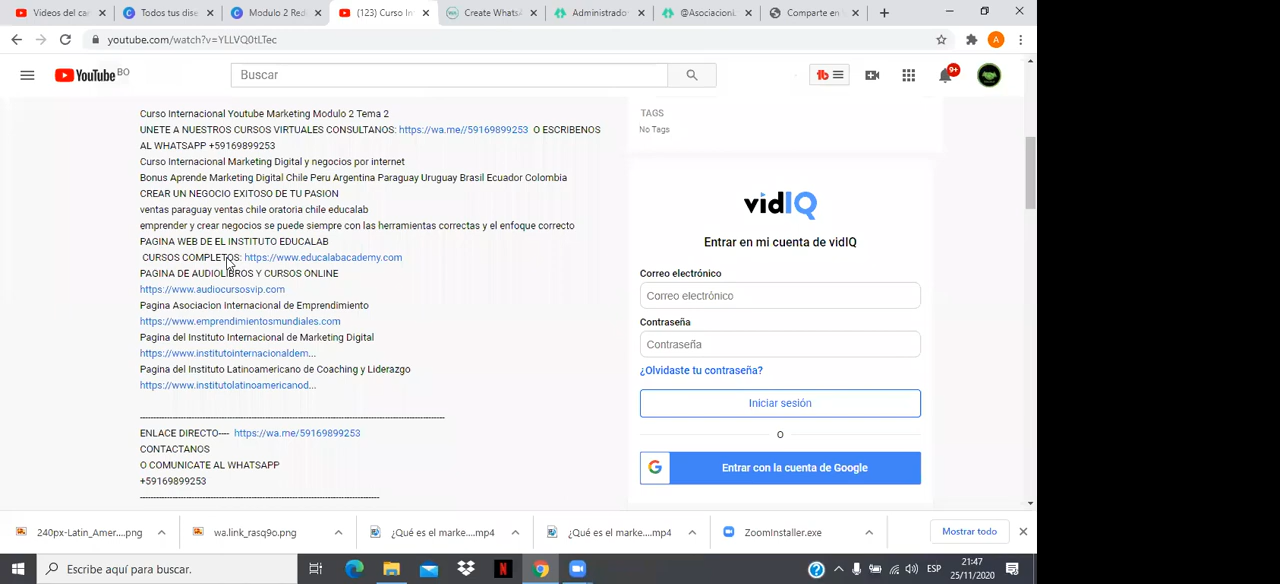 Videos del car
Todos tus dise
Modulo 2 Red
(123) Curso In
Create WhatsA
Administrador
@AsociacionI
Comparte en
youtube.com/watch?v=YLLVQ0tLTec
A
YouTube BO
Buscar
tb
9+
Curso Internacional Youtube Marketing Modulo 2 Tema 2
UNETE A NUESTROS CURSOS VIRTUALES CONSULTANOS: https://wa.me//59169899253 O ESCRIBENOS
AL WHATSAPP +59169899253
Curso Internacional Marketing Digital y negocios por internet
Bonus Aprende Marketing Digital Chile Peru Argentina Paraguay Uruguay Brasil Ecuador Colombia
CREAR UN NEGOCIO EXITOSO DE TU PASION
ventas paraguay ventas chile oratoria chile educalab
emprender y crear negocios se puede siempre con las herramientas correctas y el enfoque correcto
PAGINA WEB DE EL INSTITUTO EDUCALAB
CURSOS COMPLETOS: https://www.educalabacademy.com
PAGINA DE AUDIOLIBROS Y CURSOS ONLINE
https://www.audiocursosvip.com
Pagina Asociacion Internacional de Emprendimiento
https://www.emprendimientosmundiales.com
Pagina del Instituto Internacional de Marketing Digital
https://www.institutointernacionaldem...
Pagina del Instituto Latinoamericano de Coaching y Liderazgo
https://www.institutolatinoamericanod...
--------------------------------------------------------------------------------
ENLACE DIRECTO---- https://wa.me/59169899253
CONTACTANOS
O COMUNICATE AL WHATSAPP
+59169899253
--------------------------------------------------------------------------------
TAGS
No Tags
vidIQ
Entrar en mi cuenta de vidIQ
Correo electrónico
Correo electrónico
Contraseña
Contraseña
¿Olvidaste tu contraseña?
Iniciar sesión
O
Entrar con la cuenta de Google
240px-Latin_Amer....png
wa.link_rasq9o.png
¿Qué es el marke....mp4
¿Qué es el marke....mp4
ZoomInstaller.exe
Mostrar todo
Escribe aquí para buscar.
ESP
21:47
25/11/2020